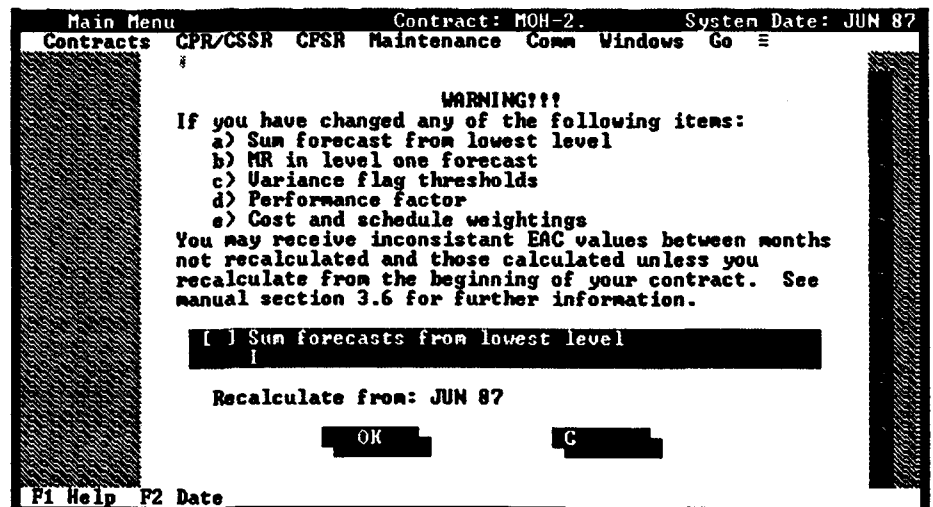 Main Menu Contract: MOH-2. System Date: JUN 87
Contracts CPR/CSSR CFSR Maintenance Comm Windows Go ≡
WARNING!!!
If you have changed any of the following items:
a) Sum forecast from lowest level
b) MR in level one forecast
c) Variance flag thresholds
d) Performance factor
e) Cost and schedule weightings
You may receive inconsistant EAC values between months
not recalculated and those calculated unless you
recalculate from the beginning of your contract. See
manual section 3.6 for further information.
[ ] Sum forecasts from lowest level
Recalculate from: JUN 87
OK G
F1 Help F2 Date